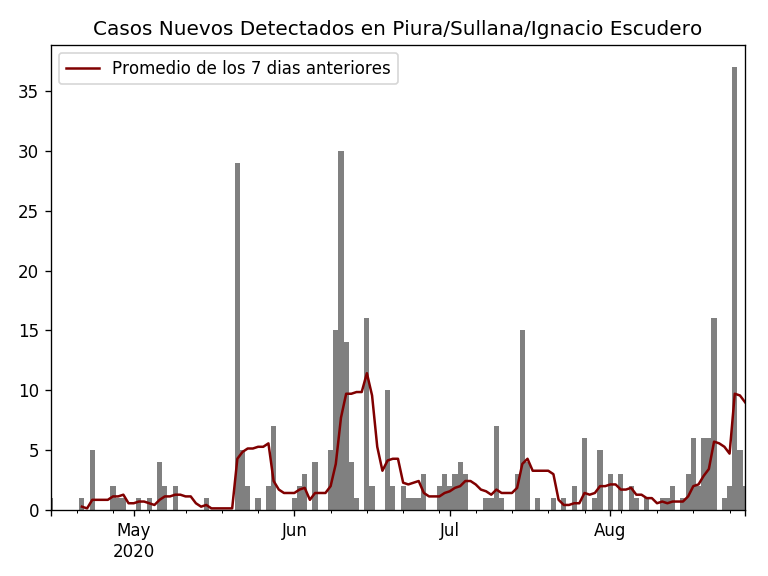 Casos Nuevos Detectados en Piura/Sullana/Ignacio Escudero
Promedio de los 7 dias anteriores
35
30
25
20
15
10
5
0
May
2020
Jun
Jul
Aug